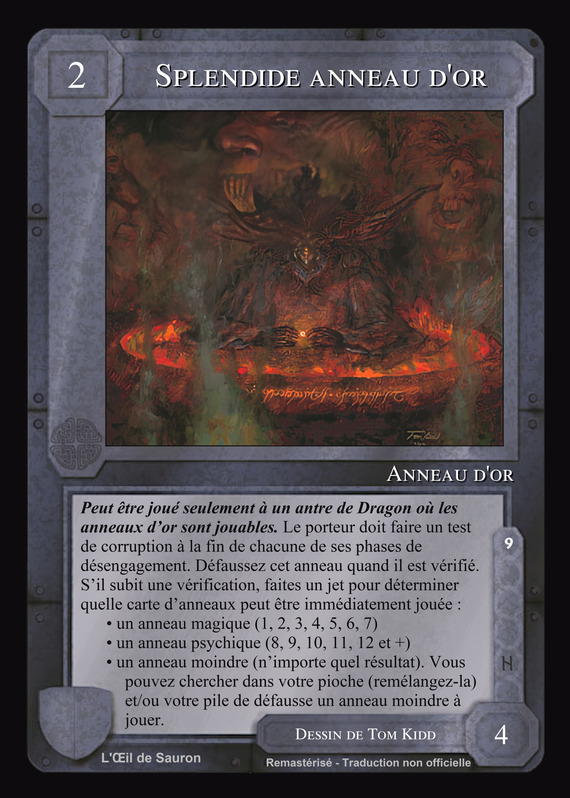 2
SPLENDIDE ANNEAU D'OR
ANNEAU D'OR
Peut être joué seulement à un antre de Dragon où les
anneaux d'or sont jouables. Le porteur doit faire un test
de corruption à la fin de chacune de ses phases de
désengagement. Défaussez cet anneau quand il est vérifié.
S'il subit une vérification, faites un jet pour déterminer
quelle carte d'anneaux peut être immédiatement jouée :
• un anneau magique (1, 2, 3, 4, 5, 6, 7)
• un anneau psychique (8, 9, 10, 11, 12 et +)
• un anneau moindre (n'importe quel résultat). Vous
pouvez chercher dans votre pioche (remélangez-la)
et/ou votre pile de défausse un anneau moindre à
jouer.
9
DESSIN DE TOM KIDD
4
L'Œil de Sauron
Remastérisé - Traduction non officielle